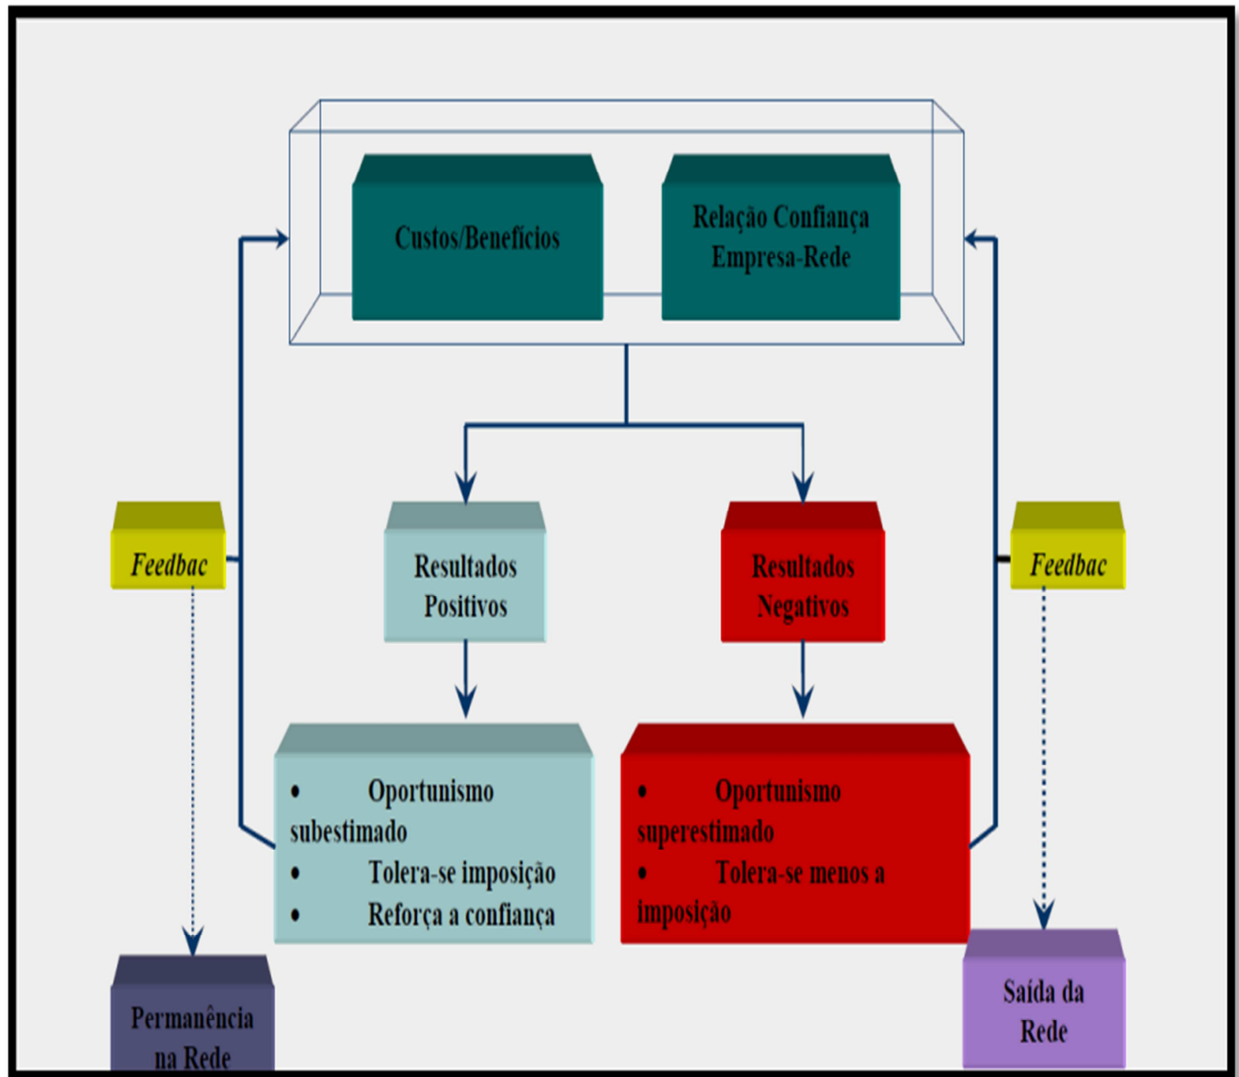 Custos/Benefícios
Relação Confiança
Empresa-Rede
Feedbac
Resultados
Positivos
Resultados
Negativos
Feedbac
• Oportunismo
subestimado
• Tolera-se imposição
• Reforça a confiança
• Oportunismo
superestimado
• Tolera-se menos a
imposição
Permanência
na Rede
Saída da
Rede